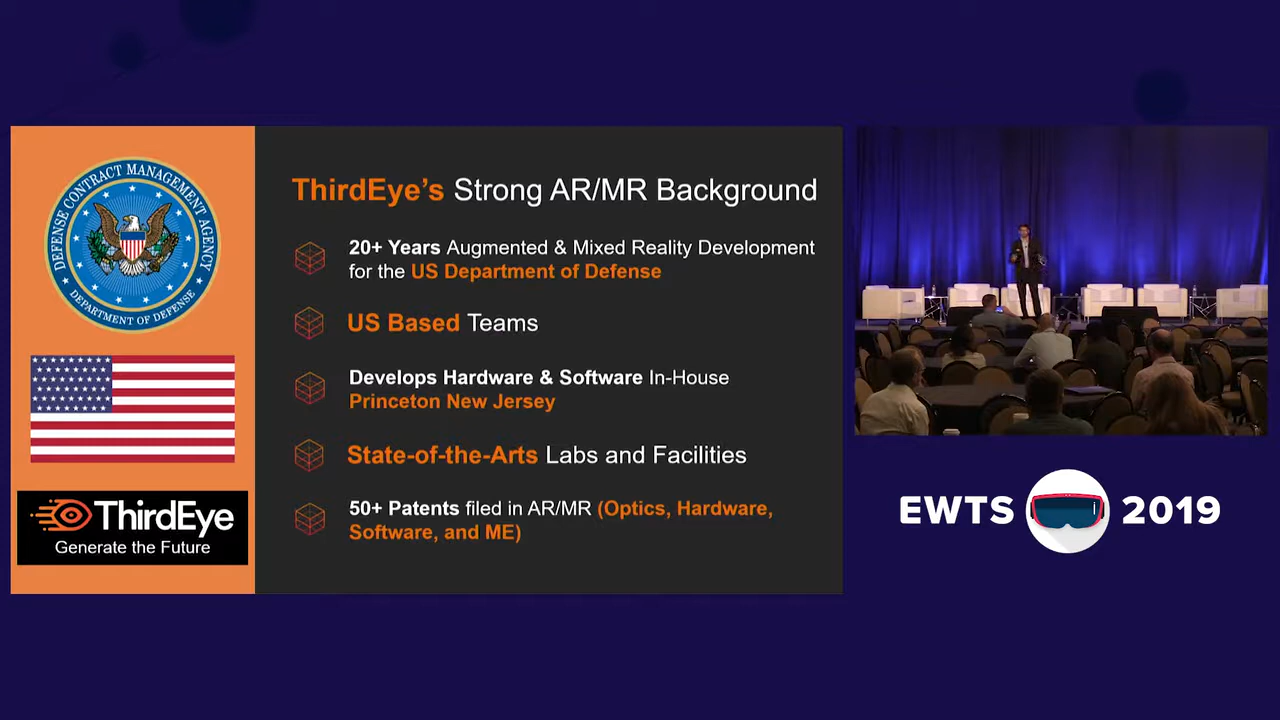 DEFENSE CONTRACT MANAGEMENT AGENCY
DEPARTMENT OF DEFENSE
ThirdEye
Generate the Future
ThirdEye's Strong AR/MR Background
20+ Years Augmented & Mixed Reality Development
for the US Department of Defense
US Based Teams
Develops Hardware & Software In-House
Princeton New Jersey
State-of-the-Arts Labs and Facilities
50+ Patents filed in AR/MR (Optics, Hardware,
Software, and ME)
EWTS 2019